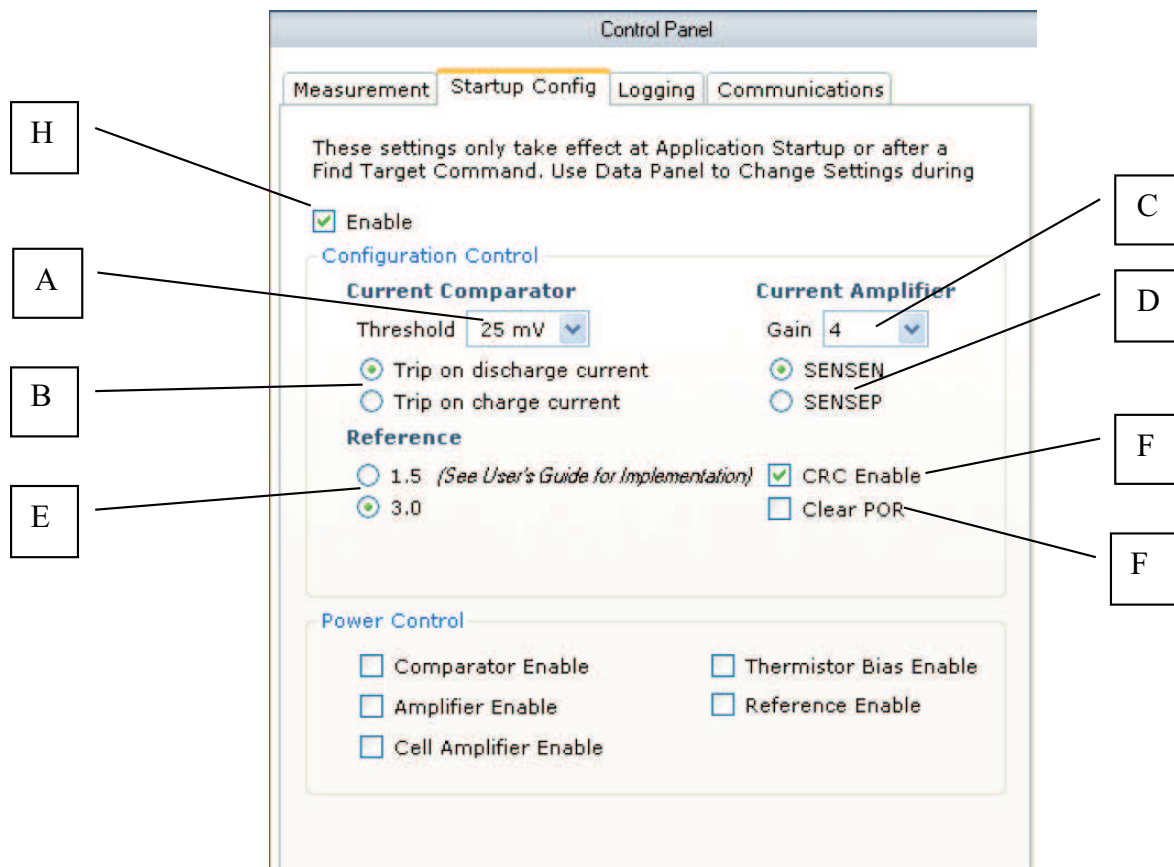 Control Panel
Measurement Startup Config Logging Communications
H
These settings only take effect at Application Startup or after a
Find Target Command. Use Data Panel to Change Settings during
Enable
C
Configuration Control
A
Current Comparator Current Amplifier
D
Threshold 25 mV Gain 4
Trip on discharge current SENSEN
B
Trip on charge current SENSEP
Reference
F
1.5 (See User's Guide for Implementation) CRC Enable
E
3.0 Clear POR
F
Power Control
Comparator Enable Thermistor Bias Enable
Amplifier Enable Reference Enable
Cell Amplifier Enable